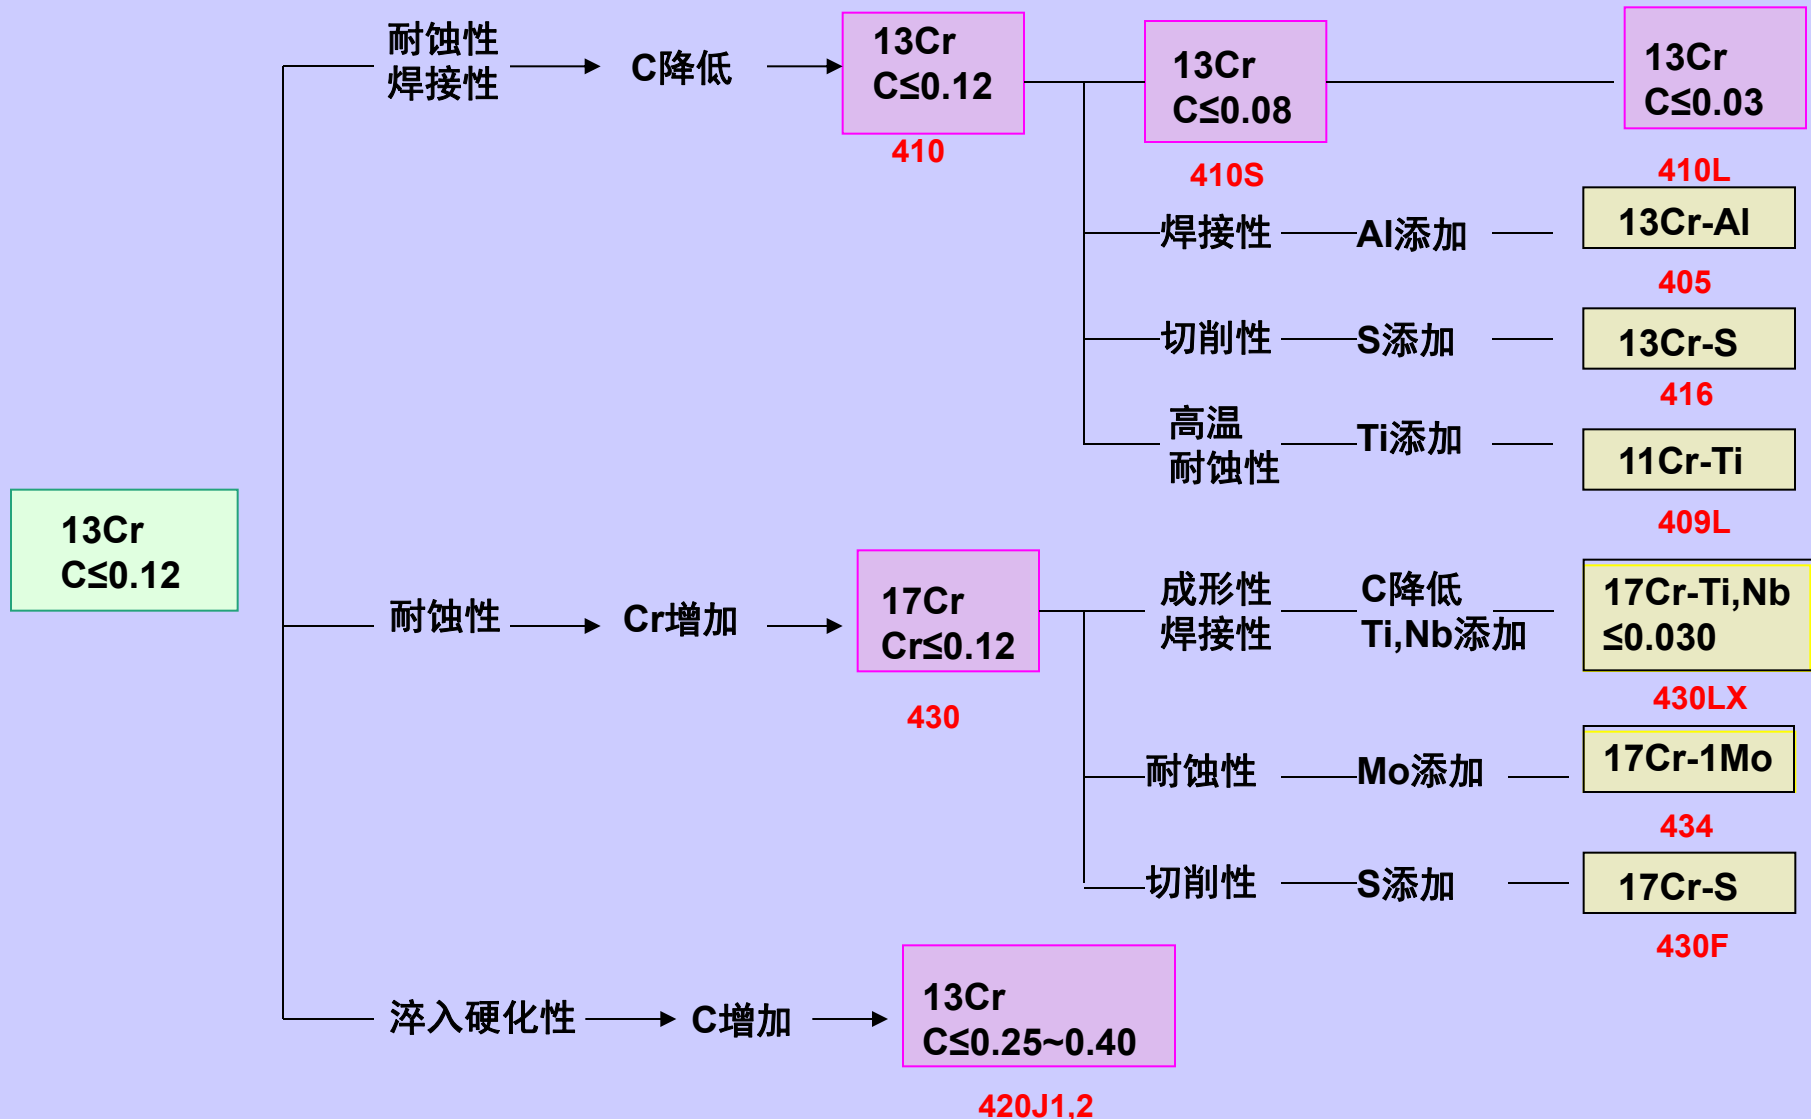 耐蚀性
焊接性
C降低
13Cr
C≤0.12
410
13Cr
C≤0.08
410S
13Cr
C≤0.03
410L
焊接性
Al添加
13Cr-Al
405
切削性
S添加
13Cr-S
416
高温
耐蚀性
Ti添加
11Cr-Ti
409L
13Cr
C≤0.12
耐蚀性
Cr增加
17Cr
Cr≤0.12
430
成形性
焊接性
C降低
Ti,Nb添加
17Cr-Ti,Nb
≤0.030
430LX
耐蚀性
Mo添加
17Cr-1Mo
434
切削性
S添加
17Cr-S
430F
淬入硬化性
C增加
13Cr
C≤0.25~0.40
420J1,2